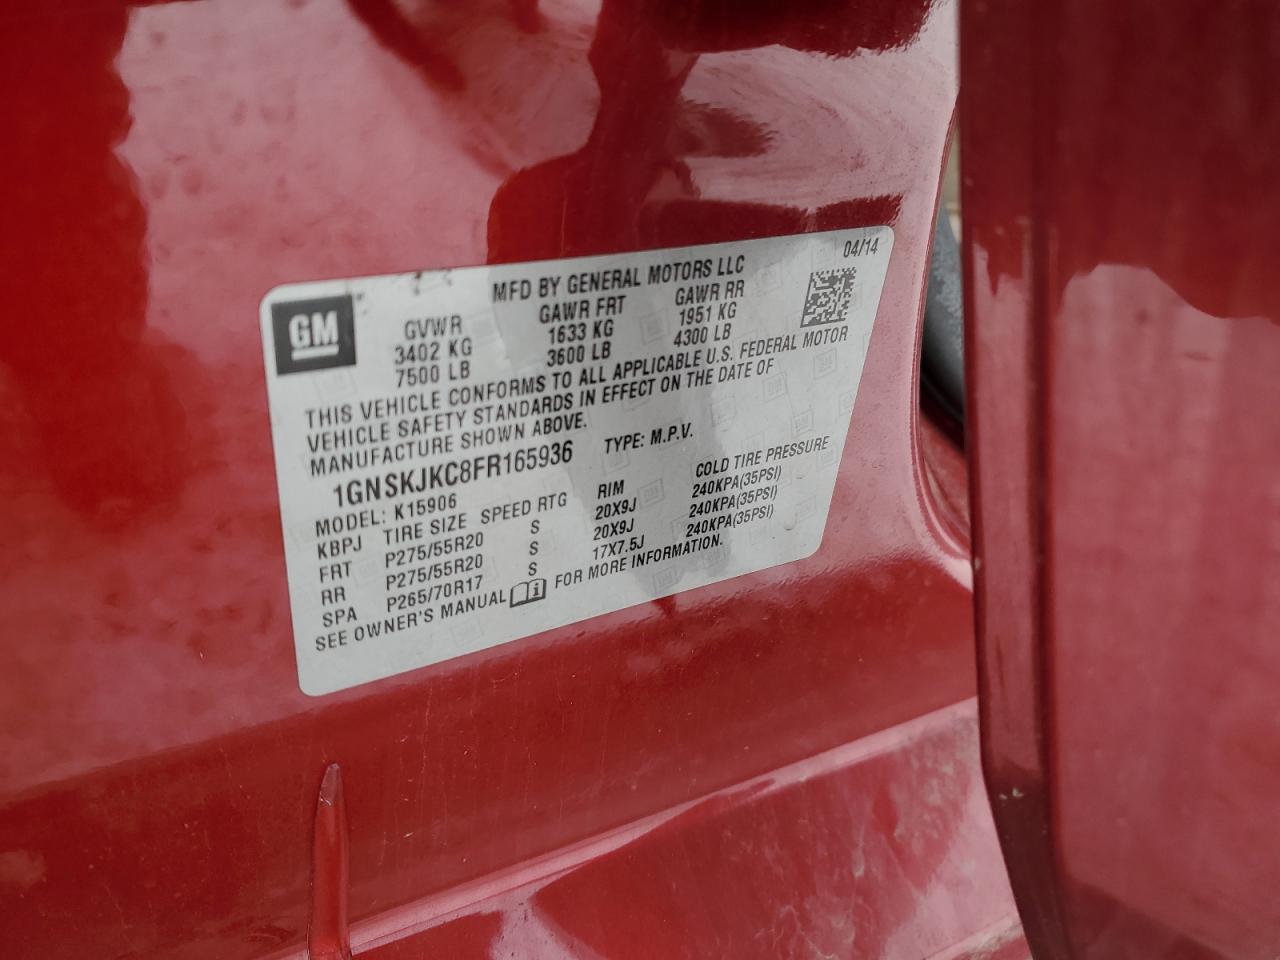 04/14
MFD BY GENERAL MOTORS LLC
GM
GVWR GAWR FRT GAWR RR
3402 KG 1633 KG 1951 KG
7500 LB 3600 LB 4300 LB
THIS VEHICLE CONFORMS TO ALL APPLICABLE U.S. FEDERAL MOTOR
VEHICLE SAFETY STANDARDS IN EFFECT ON THE DATE OF
MANUFACTURE SHOWN ABOVE.
1GNSKJKC8FR165936 TYPE: M.P.V.
MODEL: K15906
KBPJ TIRE SIZE SPEED RTG RIM COLD TIRE PRESSURE
FRT P275/55R20 S 20X9J 240KPA(35PSI)
RR P275/55R20 S 20X9J 240KPA(35PSI)
SPA P265/70R17 S 17X7.5J 240KPA(35PSI)
SEE OWNER'S MANUAL i FOR MORE INFORMATION.